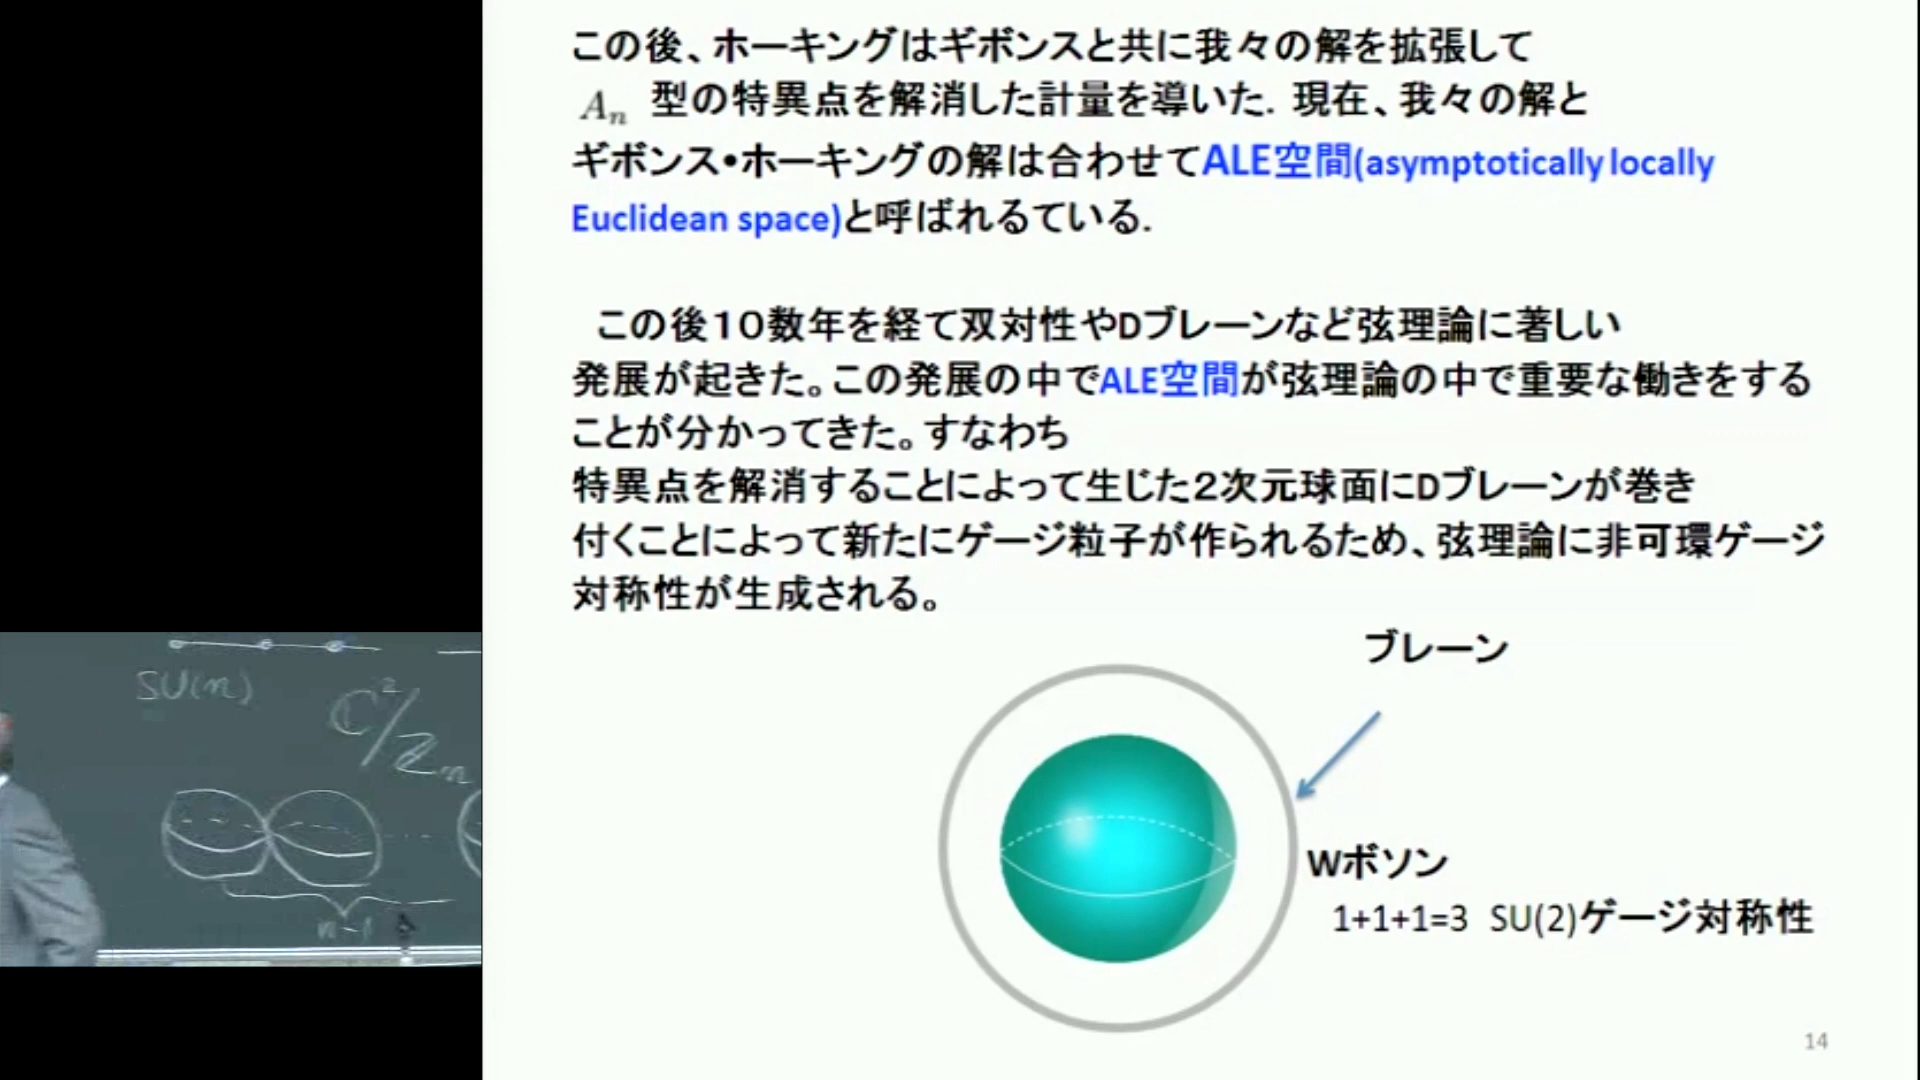 この後、ホーキングはギボンスと共に我々の解を拡張して
Aₙ 型の特異点を解消した計量を導いた. 現在、我々の解と
ギボンス•ホーキングの解は合わせてALE空間(asymptotically locally
Euclidean space)と呼ばれるている.
この後１０数年を経て双対性やDブレーンなど弦理論に著しい
発展が起きた。この発展の中でALE空間が弦理論の中で重要な働きをする
ことが分かってきた。すなわち
特異点を解消することによって生じた２次元球面にDブレーンが巻き
付くことによって新たにゲージ粒子が作られるため、弦理論に非可環ゲージ
対称性が生成される。
ブレーン
Wボソン
1+1+1=3 SU(2)ゲージ対称性
14
SU(n)
C²/Zₙ
n-1